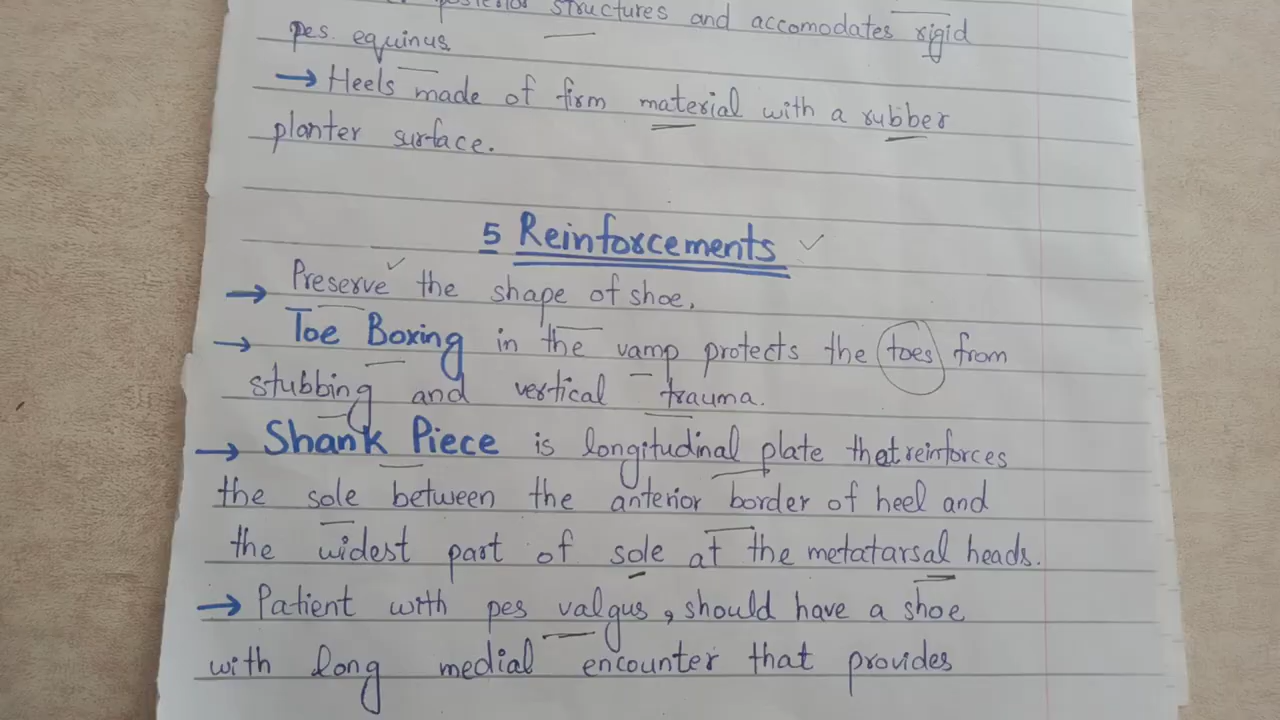 posterior structures and accomodates rigid
pes. equinus
→ Heels made of firm material with a rubber
planter surface.
5 Reinforcements ✓
→ Preserve the shape of shoe.
→ Toe Boxing in the vamp protects the toes from
stubbing and vertical trauma.
→ Shank Piece is longitudinal plate that reinforces
the sole between the anterior border of heel and
the widest part of sole at the metatarsal heads.
→ Patient with pes valgus, should have a shoe
with long medial encounter that provides